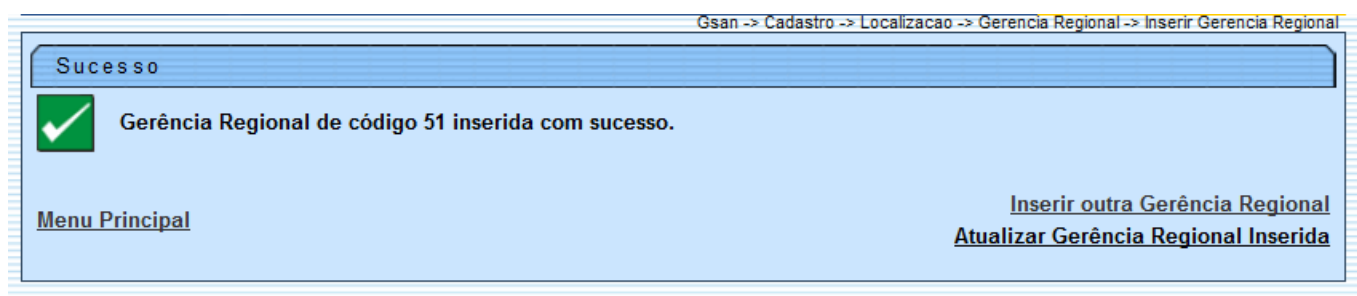 Gsan -> Cadastro -> Localizacao -> Gerencia Regional -> Inserir Gerencia Regional
Sucesso
Gerência Regional de código 51 inserida com sucesso.
Inserir outra Gerência Regional
Menu Principal
Atualizar Gerência Regional Inserida